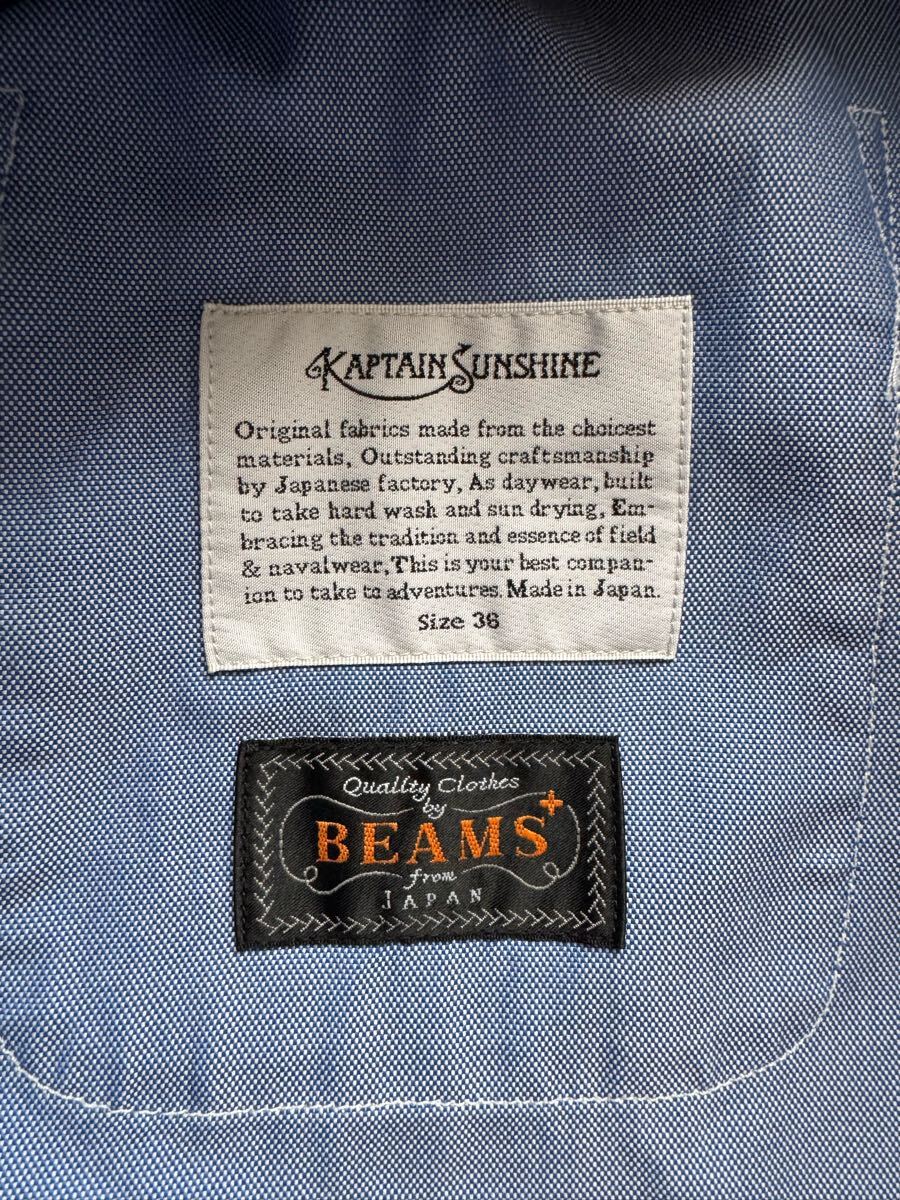 KAPTAIN SUNSHINE
Original fabrics made from the choicest
materials, Outstanding craftsmanship
by Japanese factory, As daywear, built
to take hard wash and sun drying, Em-
bracing the tradition and essence of field
& navalwear, This is your best compan-
ion to take to adventures. Made in Japan.
Size 36
Quality Clothes
by
BEAMS+
from
JAPAN